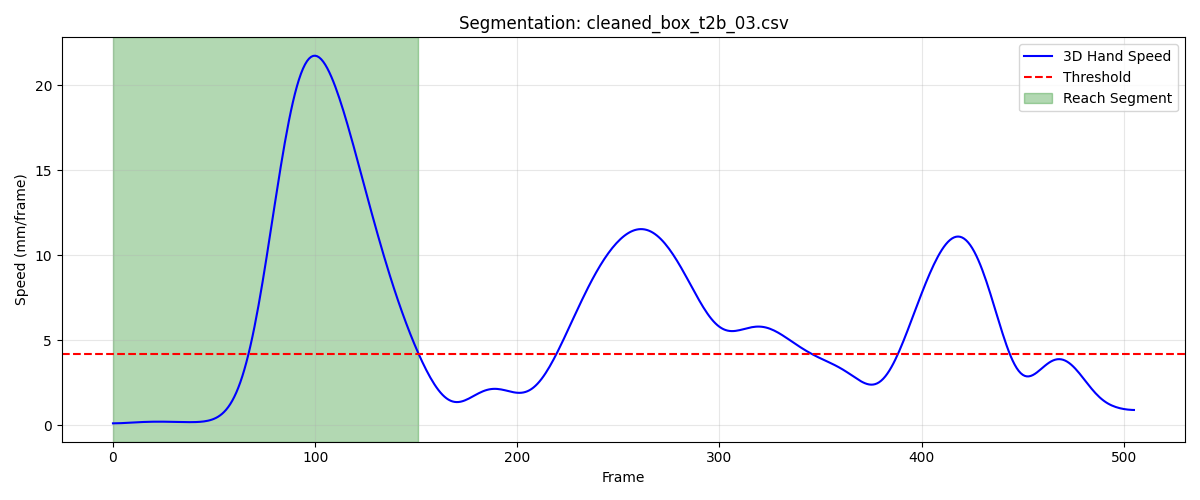 Segmentation: cleaned_box_t2b_03.csv
3D Hand Speed
Threshold
Reach Segment
Speed (mm/frame)
20
15
10
5
0
0 100 200 300 400 500
Frame